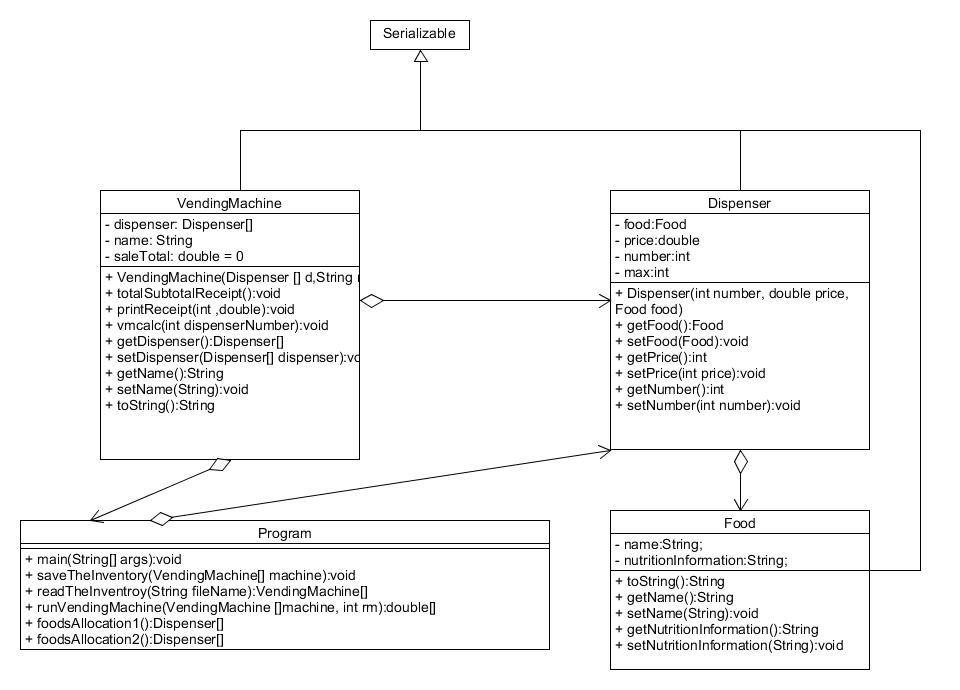 Serializable
VendingMachine
- dispenser: Dispenser[]
- name: String
- saleTotal: double = 0
+ VendingMachine(Dispenser [] d,String
+ totalSubtotalReceipt():void
+ printReceipt(int ,double):void
+ vmcalc(int dispenserNumber):void
+ getDispenser():Dispenser[]
+ setDispenser(Dispenser[] dispenser):vo
+ getName():String
+ setName(String):void
+ toString():String
Dispenser
- food:Food
- price:double
- number:int
- max:int
+ Dispenser(int number, double price,
Food food)
+ getFood():Food
+ setFood(Food):void
+ getPrice():int
+ setPrice(int price):void
+ getNumber():int
+ setNumber(int number):void
Program
+ main(String[] args):void
+ saveTheInventory(VendingMachine[] machine):void
+ readTheInventroy(String fileName):VendingMachine[]
+ runVendingMachine(VendingMachine []machine, int rm):double[]
+ foodsAllocation1():Dispenser[]
+ foodsAllocation2():Dispenser[]
Food
- name:String;
- nutritionInformation:String;
+ toString():String
+ getName():String
+ setName(String):void
+ getNutritionInformation():String
+ setNutritionInformation(String):void